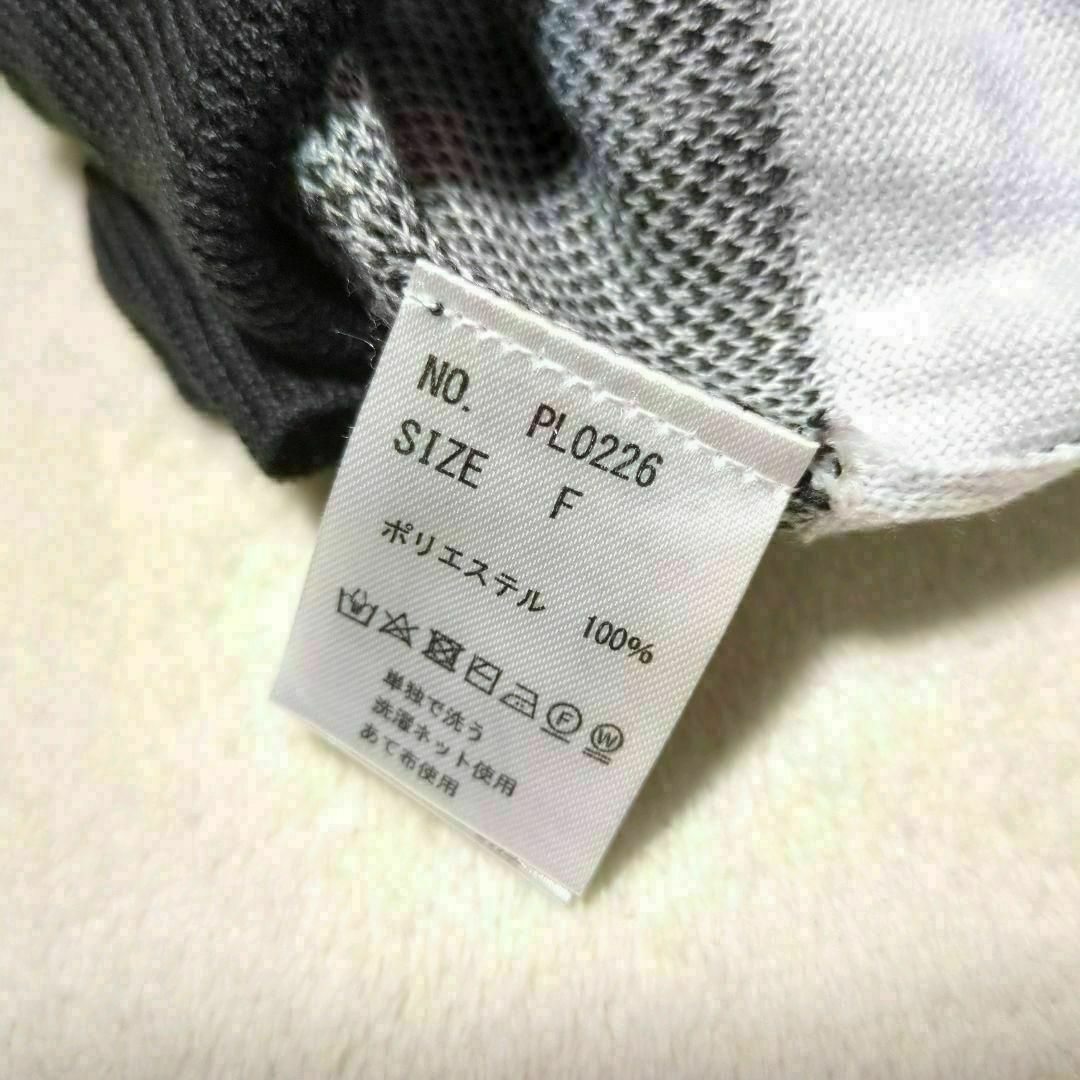 NO. PL0226
SIZE F
ポリエステル 100%
F W
単独で洗う
洗濯ネット使用
あて布使用